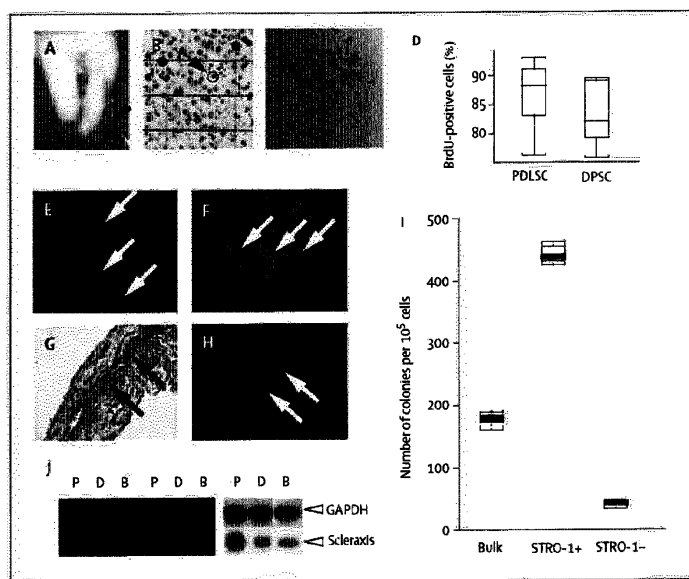 A
B
D
BrdU-positive cells (%)
90
85
80
PDLSC DPSC
E
F
G
H
I
Number of colonies per 10⁵ cells
500
400
300
200
100
0
Bulk STRO-1+ STRO-1–
J
P D B P D B P D B
GAPDH
Scleraxis